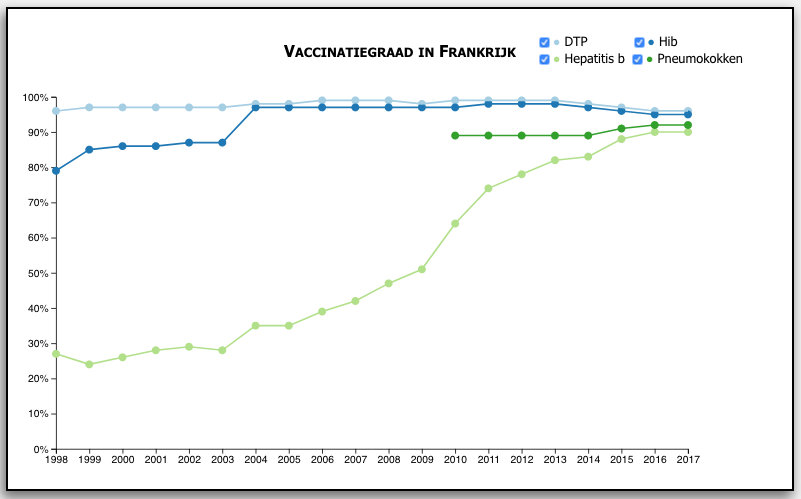 VACCINATIEGRAAD IN FRANKRIJK
DTP Hib
Hepatitis b Pneumokokken
100%
90%
80%
70%
60%
50%
40%
30%
20%
10%
0%
1998 1999 2000 2001 2002 2003 2004 2005 2006 2007 2008 2009 2010 2011 2012 2013 2014 2015 2016 2017